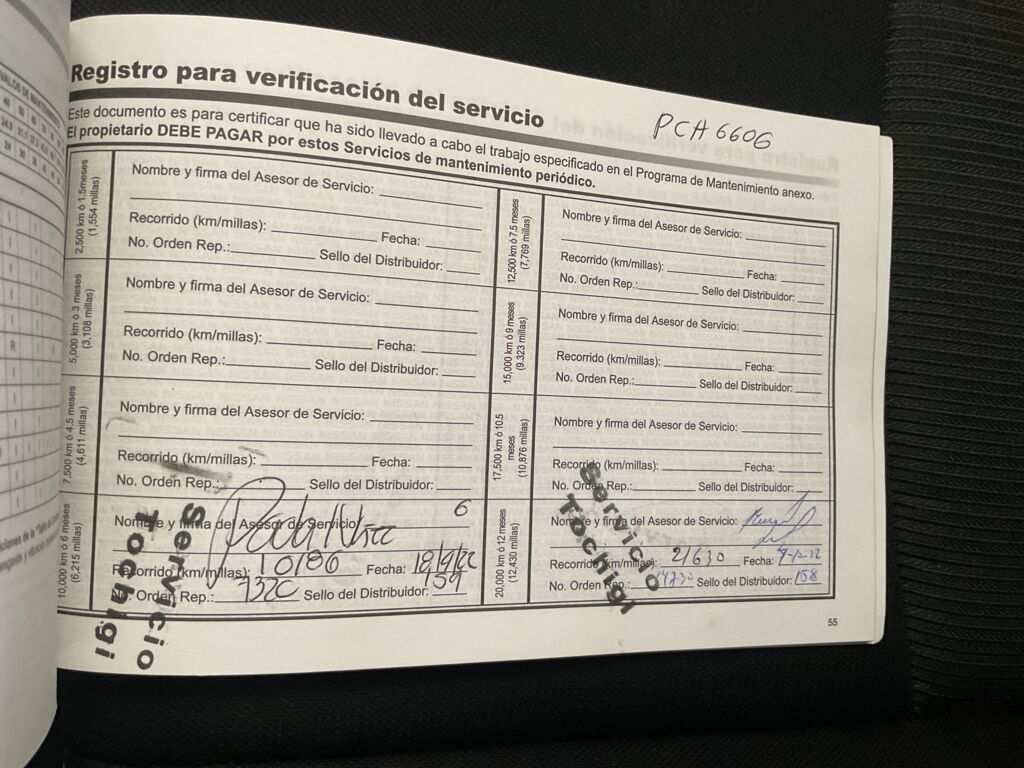 Registro para verificación del servicio
PCA6606
Este documento es para certificar que ha sido llevado a cabo el trabajo especificado en el Programa de Mantenimiento anexo.
El propietario DEBE PAGAR por estos Servicios de mantenimiento periódico.
2,500 km ó 1.5 meses
(1,554 millas)
Nombre y firma del Asesor de Servicio:
Recorrido (km/millas): Fecha:
No. Orden Rep.: Sello del Distribuidor:
5,000 km ó 3 meses
(3,108 millas)
Nombre y firma del Asesor de Servicio:
Recorrido (km/millas): Fecha:
No. Orden Rep.: Sello del Distribuidor:
7,500 km ó 4.5 meses
(4,611 millas)
Nombre y firma del Asesor de Servicio:
Recorrido (km/millas): Fecha:
No. Orden Rep.: Sello del Distribuidor:
10,000 km ó 6 meses
(6,215 millas)
Nombre y firma del Asesor de Servicio: 6
Recorrido (km/millas): 10186 Fecha:
No. Orden Rep.: Sello del Distribuidor: 159
Servicio
Tochigi
12,500 km ó 7.5 meses
(7,769 millas)
Nombre y firma del Asesor de Servicio:
Recorrido (km/millas): Fecha:
No. Orden Rep.: Sello del Distribuidor:
15,000 km ó 9 meses
(9.323 millas)
Nombre y firma del Asesor de Servicio:
Recorrido (km/millas): Fecha:
No. Orden Rep.: Sello del Distribuidor:
17,500 km ó 10.5
meses
(10,876 millas)
Nombre y firma del Asesor de Servicio:
Recorrido (km/millas): Fecha:
No. Orden Rep.: Sello del Distribuidor:
20,000 km ó 12 meses
(12,430 millas)
Nombre y firma del Asesor de Servicio:
Recorrido (km/millas): 21630 Fecha:
No. Orden Rep.: Sello del Distribuidor: 158
Servicio
Tochigi
55